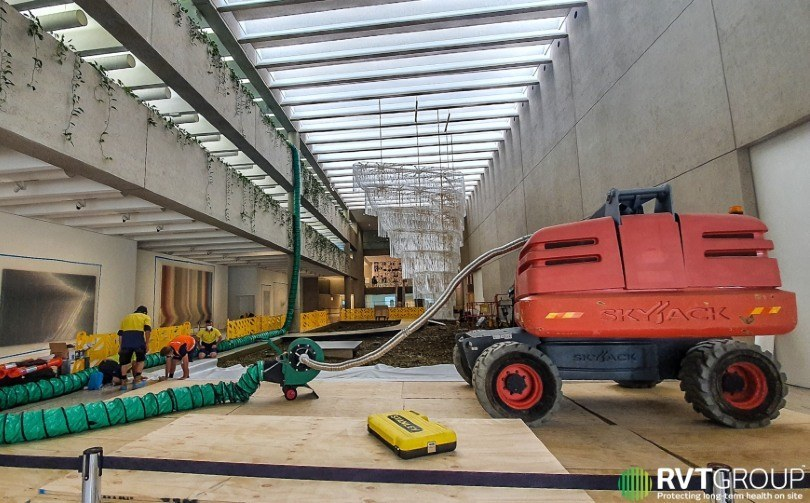 SKYJACK
SKYJACK
STANLEY
RVTGROUP
Protecting long-term health on site